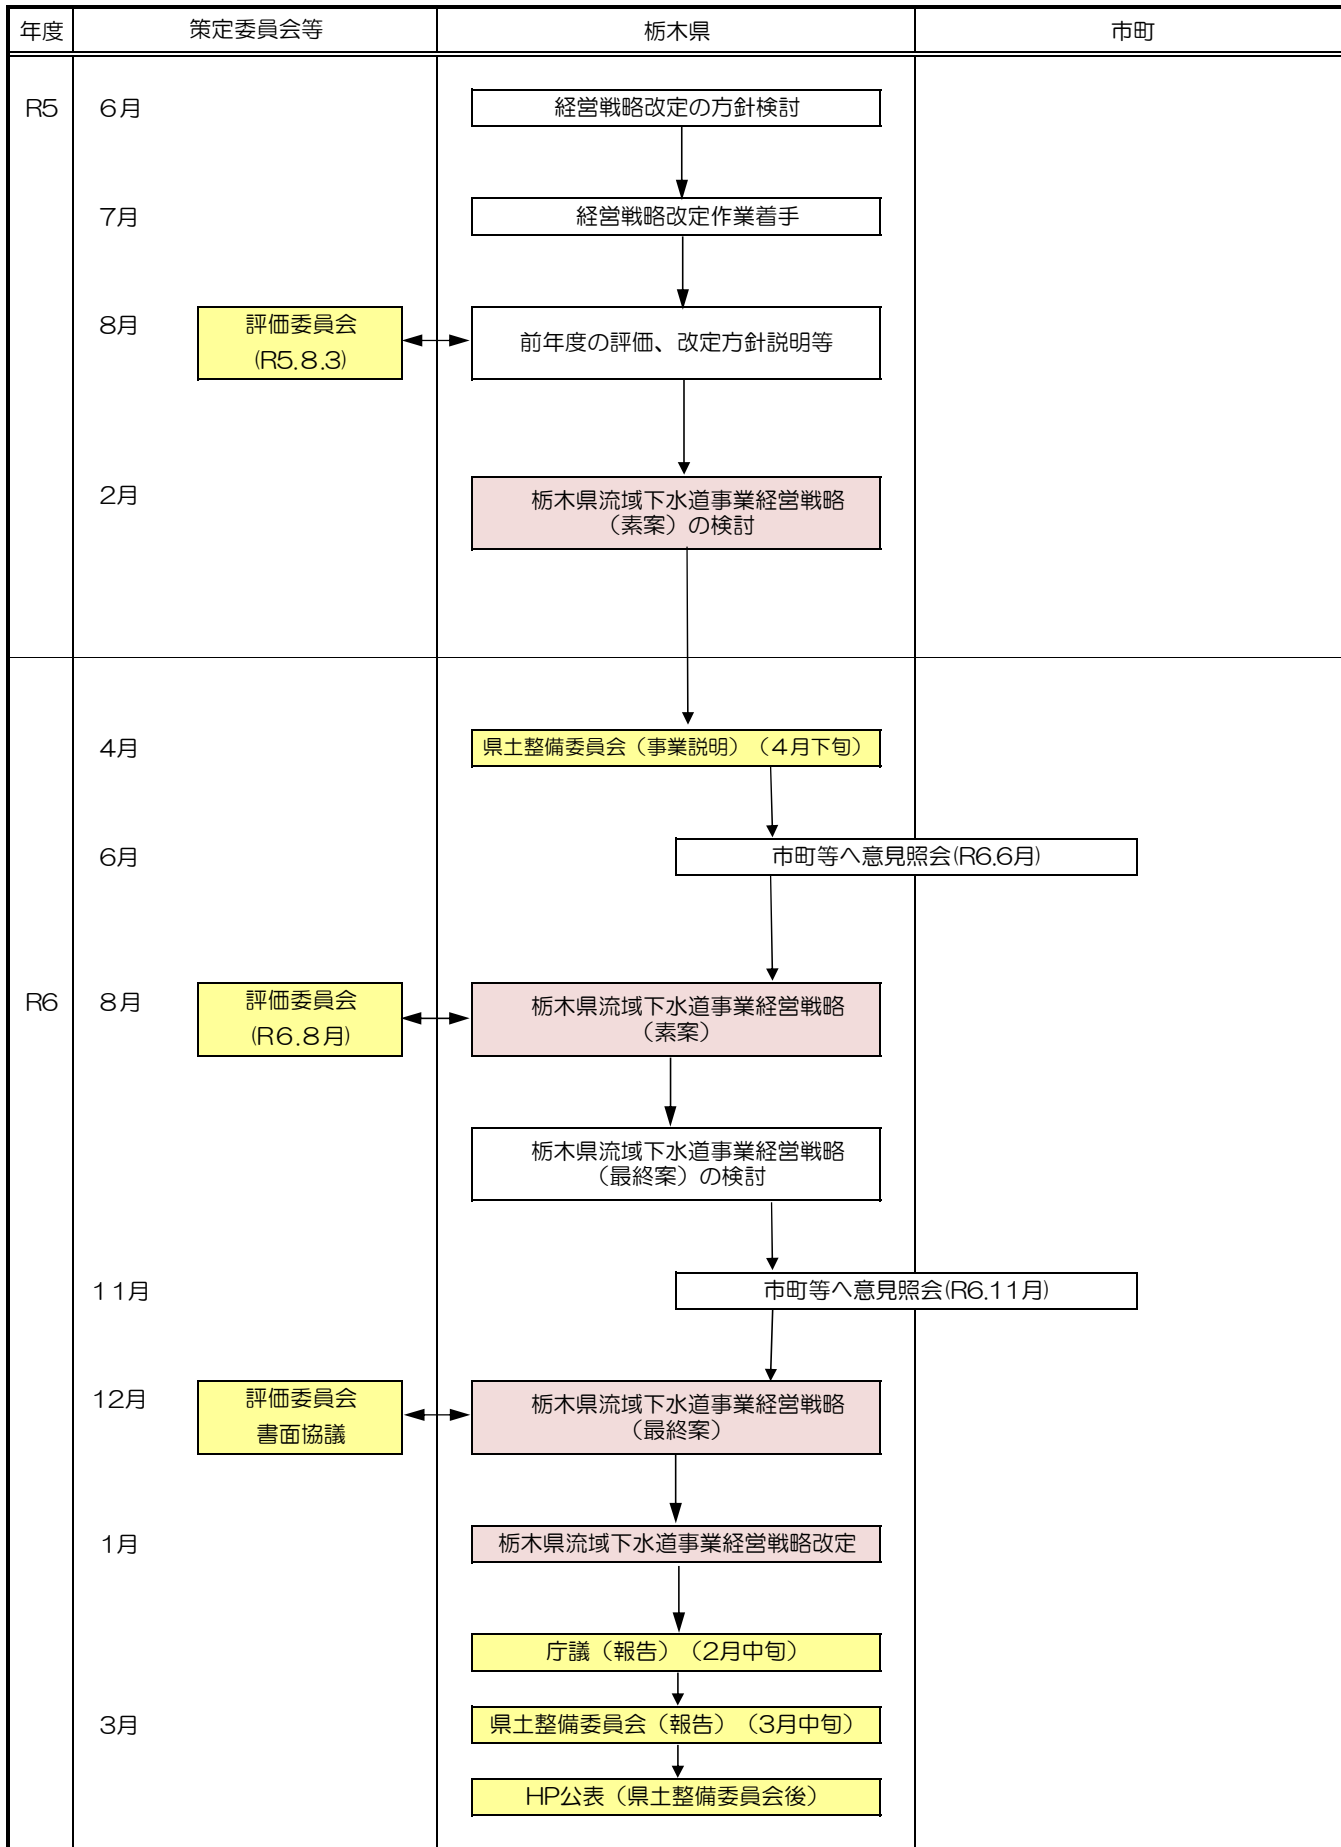 年度
策定委員会等
栃木県
市町
R5
6月
経営戦略改定の方針検討
7月
経営戦略改定作業着手
8月
評価委員会
(R5.8.3)
前年度の評価、改定方針説明等
2月
栃木県流域下水道事業経営戦略
（素案）の検討
4月
県土整備委員会（事業説明）（４月下旬）
6月
市町等へ意見照会(R6.6月)
R6
8月
評価委員会
(R６.８月)
栃木県流域下水道事業経営戦略
（素案）
栃木県流域下水道事業経営戦略
（最終案）の検討
１１月
市町等へ意見照会(R6.11月)
12月
評価委員会
書面協議
栃木県流域下水道事業経営戦略
（最終案）
1月
栃木県流域下水道事業経営戦略改定
庁議（報告）（2月中旬）
3月
県土整備委員会（報告）（3月中旬）
HP公表（県土整備委員会後）